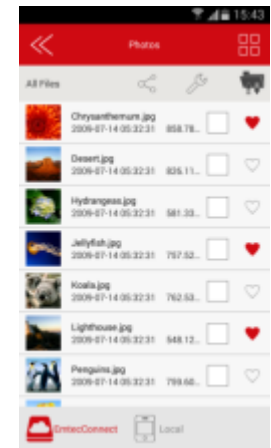 15:43
Photos
All Files
Chrysanthemum.jpg
2009-07-14 05:32:31 858.78...
Desert.jpg
2009-07-14 05:32:31 826.11...
Hydrangeas.jpg
2009-07-14 05:32:31 581.33...
Jellyfish.jpg
2009-07-14 05:32:31 757.52...
Koala.jpg
2009-07-14 05:32:31 762.53...
Lighthouse.jpg
2009-07-14 05:32:31 548.12...
Penguins.jpg
2009-07-14 05:32:31 759.60...
EmtecConnect Local